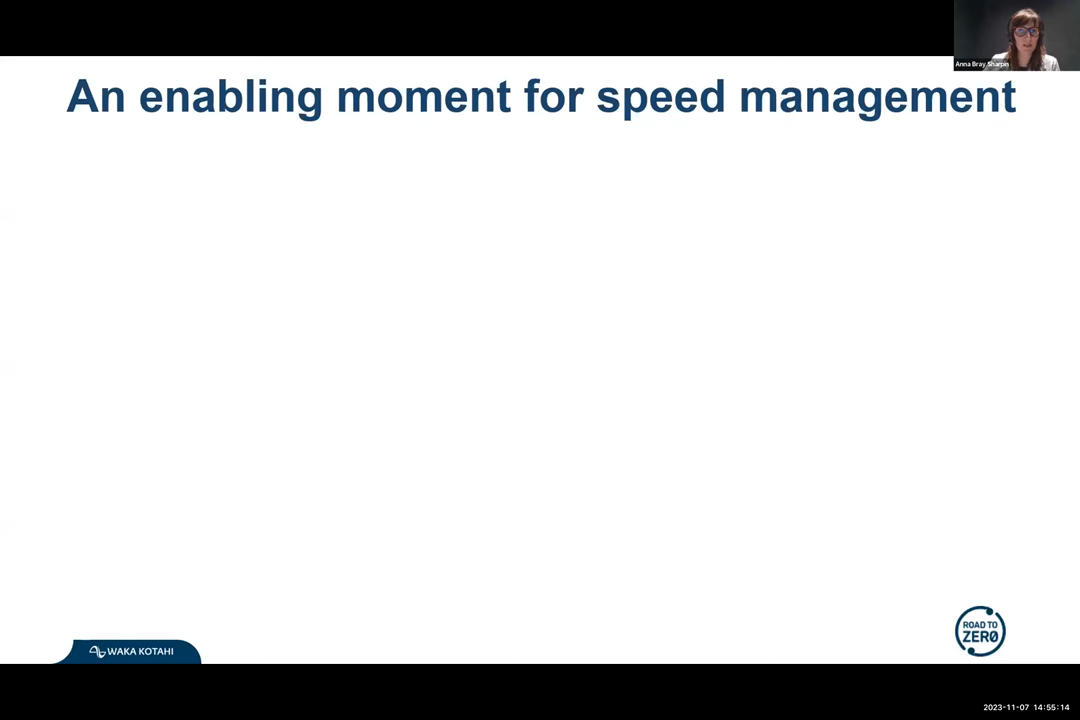 Anna Bray Sharpin
An enabling moment for speed management
WAKA KOTAHI
ROAD TO
ZERO
2023-11-07 14:55:14